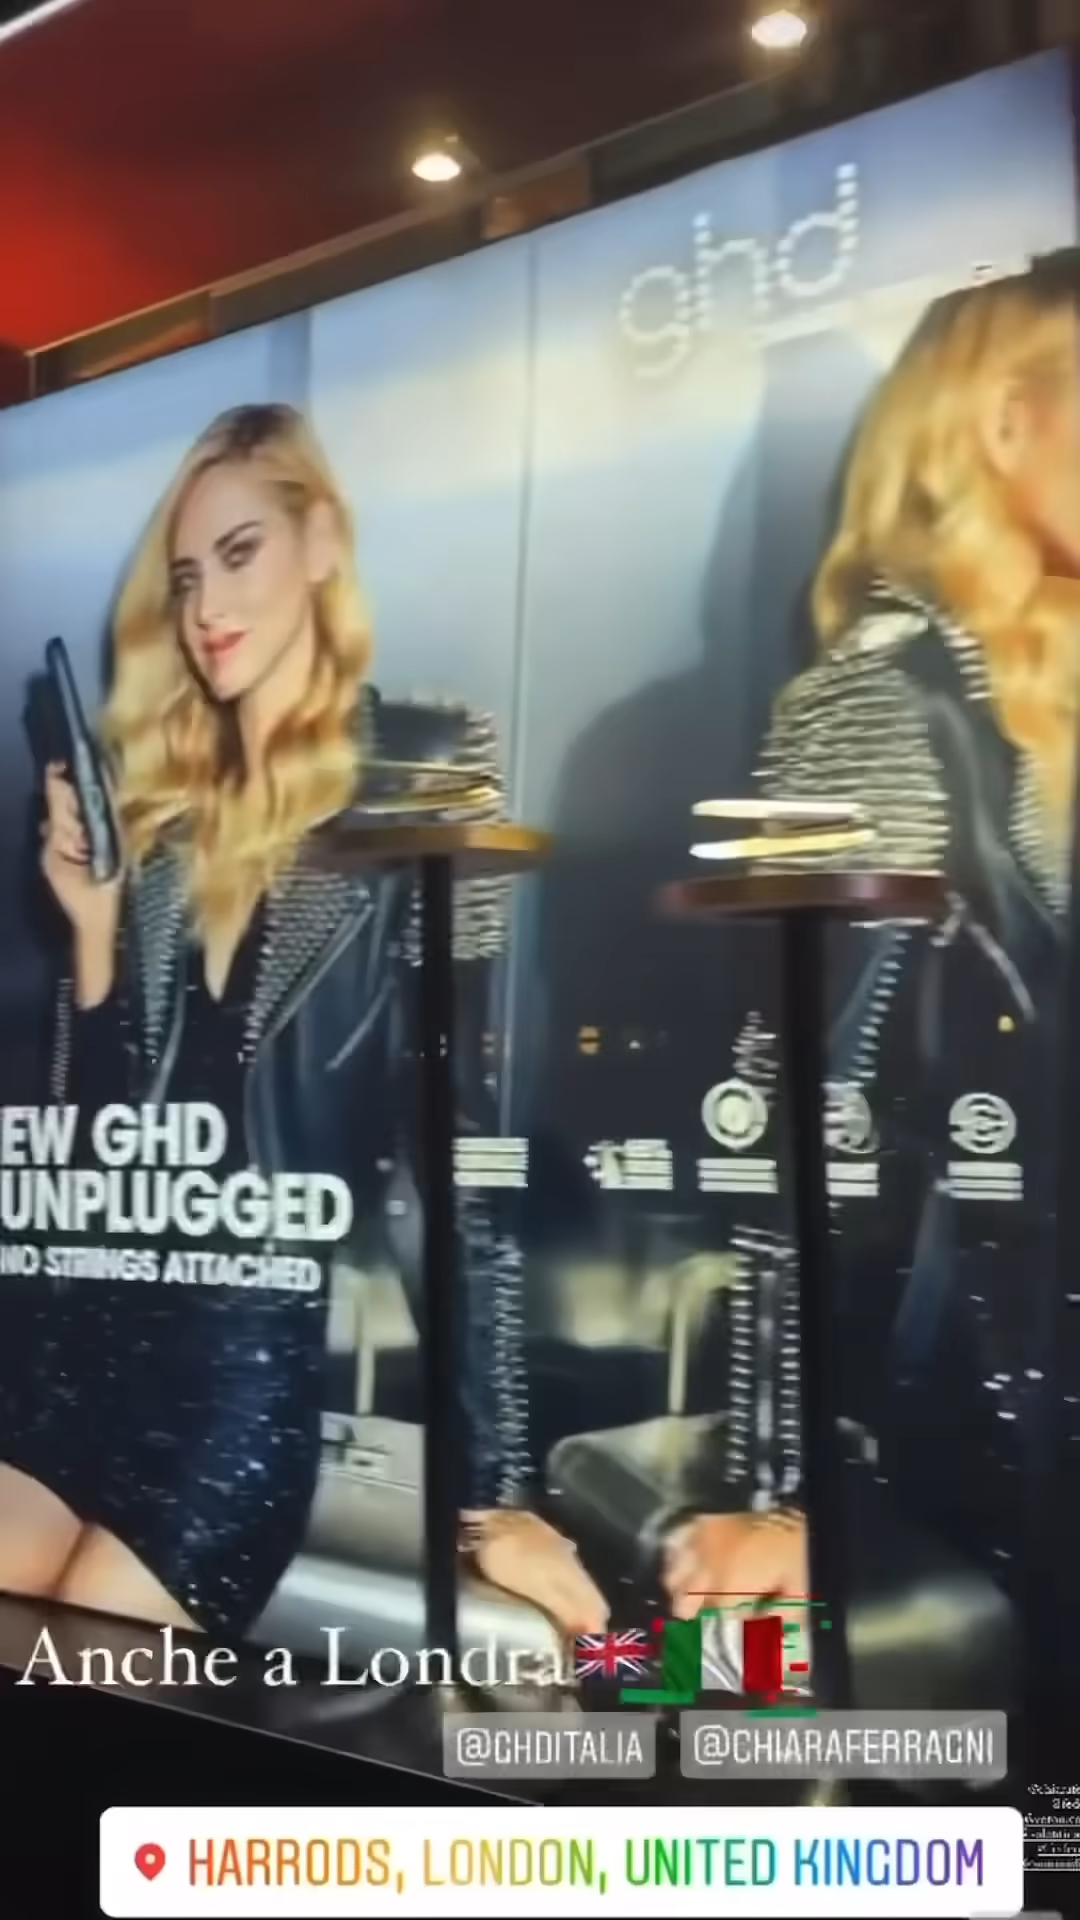 ghd
EW GHD
UNPLUGGED
NO STRINGS ATTACHED
Anche a Londra
@GHDITALIA @CHIARAFERRAGNI
HARRODS, LONDON, UNITED KINGDOM